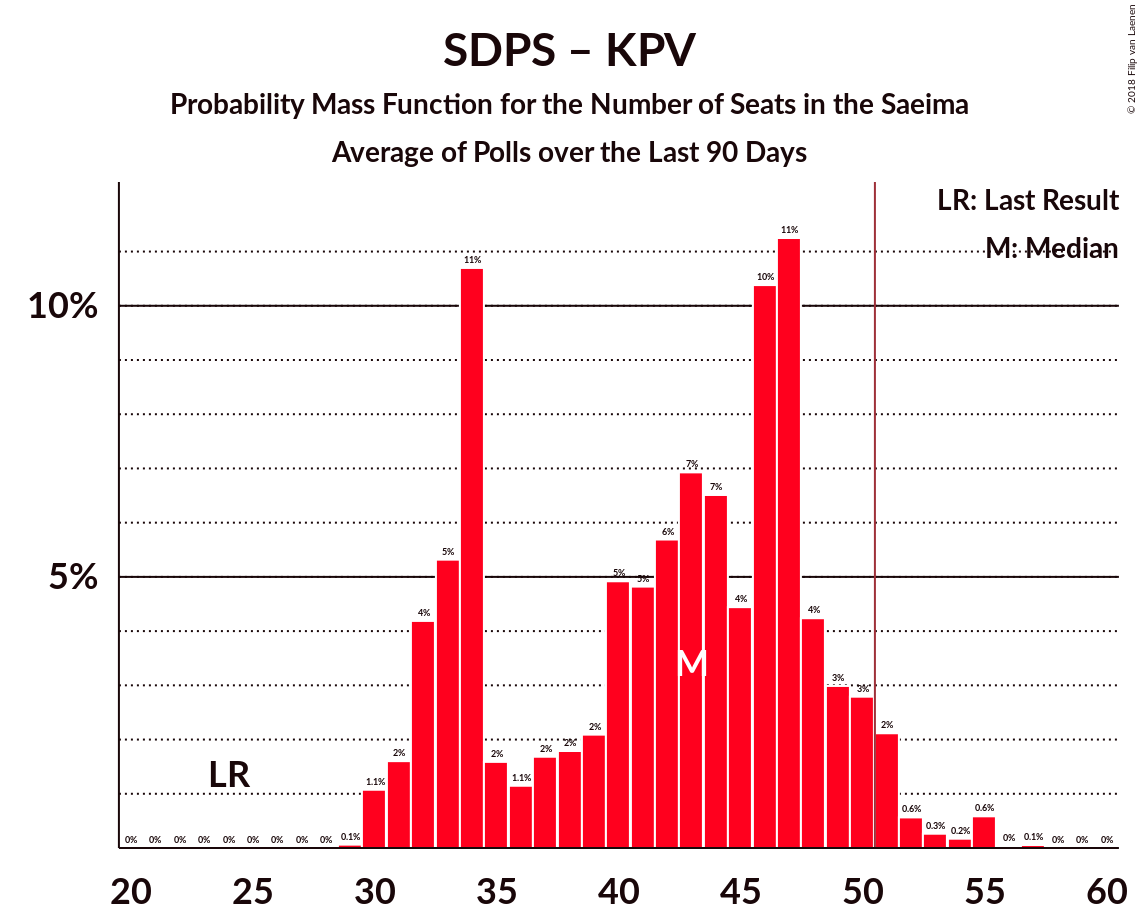 SDPS – KPV
Probability Mass Function for the Number of Seats in the Saeima
Average of Polls over the Last 90 Days
© 2018 Filip van Laenen
LR: Last Result
M: Median
10%
5%
LR
M
0% 0% 0% 0% 0% 0% 0% 0% 0% 0.1% 1.1% 2% 4% 5% 11% 2% 1.1% 2% 2% 2% 5% 5% 6% 7% 7% 4% 10% 11% 4% 3% 3% 2% 0.6% 0.3% 0.2% 0.6% 0% 0.1% 0% 0% 0%
20 25 30 35 40 45 50 55 60